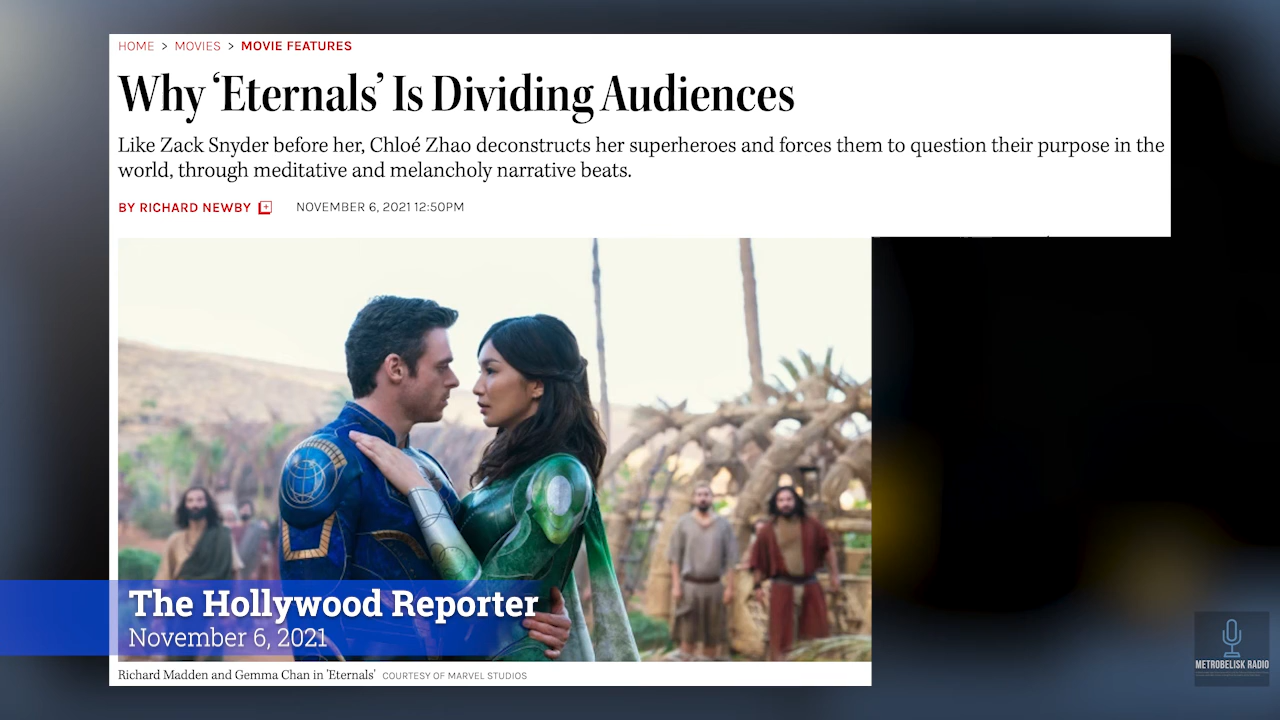 HOME > MOVIES > MOVIE FEATURES
Why ‘Eternals’ Is Dividing Audiences
Like Zack Snyder before her, Chloé Zhao deconstructs her superheroes and forces them to question their purpose in the
world, through meditative and melancholy narrative beats.
BY RICHARD NEWBY NOVEMBER 6, 2021 12:50PM
The Hollywood Reporter
November 6, 2021
Richard Madden and Gemma Chan in 'Eternals' COURTESY OF MARVEL STUDIOS
METROBELISK RADIO